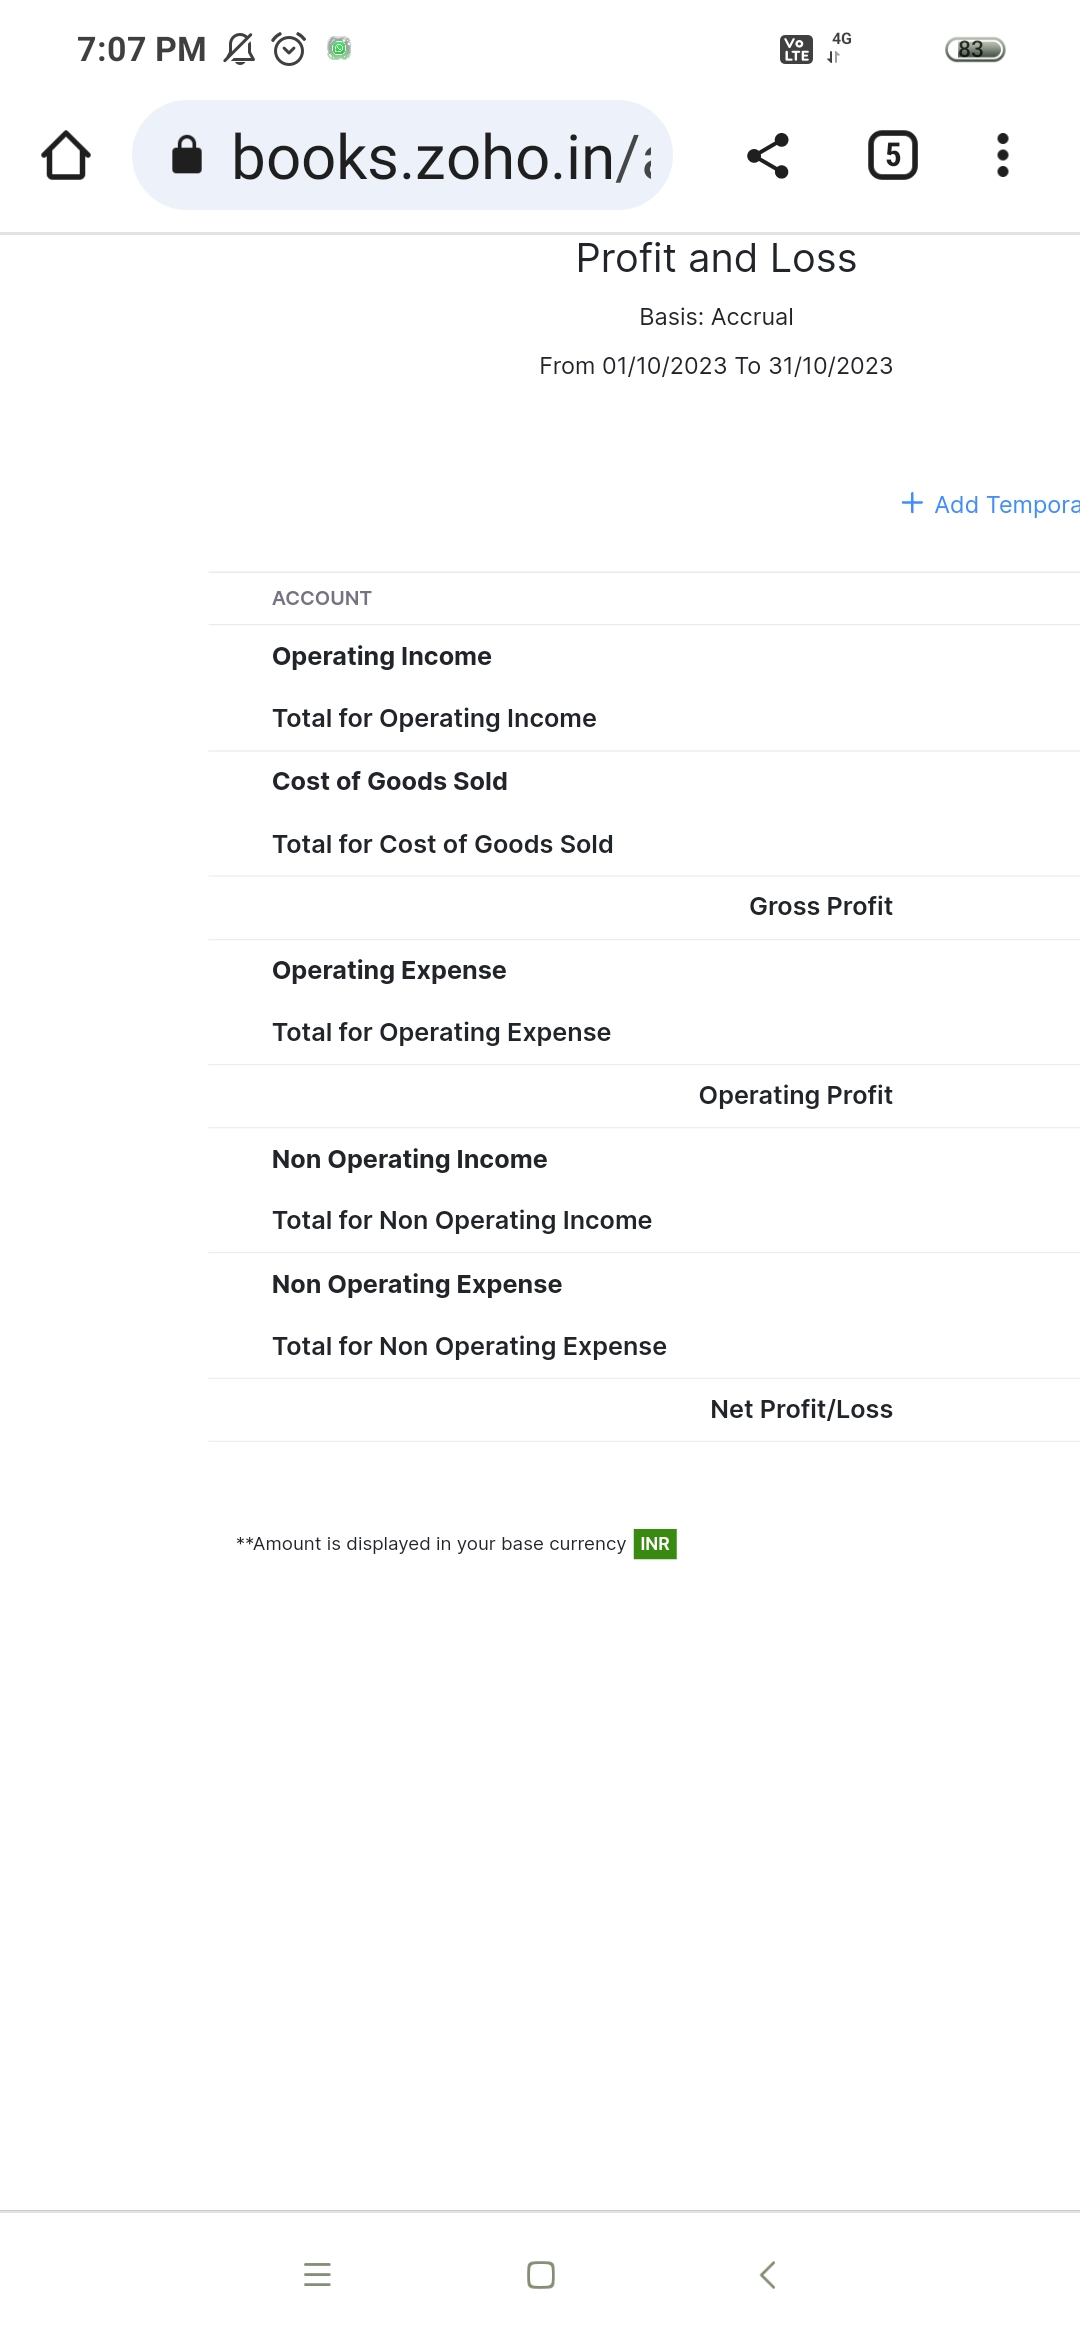 7:07 PM
Vo LTE
4G
83
books.zoho.in/
5
Profit and Loss
Basis: Accrual
From 01/10/2023 To 31/10/2023
+ Add Tempora
ACCOUNT
Operating Income
Total for Operating Income
Cost of Goods Sold
Total for Cost of Goods Sold
Gross Profit
Operating Expense
Total for Operating Expense
Operating Profit
Non Operating Income
Total for Non Operating Income
Non Operating Expense
Total for Non Operating Expense
Net Profit/Loss
**Amount is displayed in your base currency INR